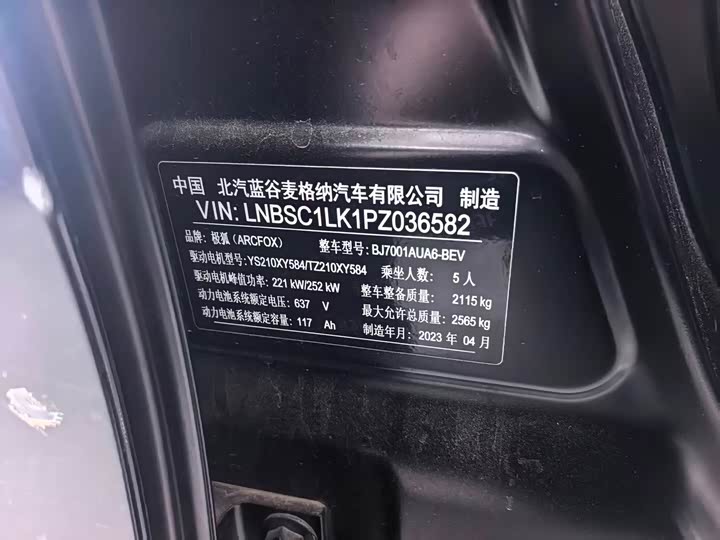 中国 北汽蓝谷麦格纳汽车有限公司 制造
VIN: LNBSC1LK1PZ036582
品牌: 极狐（ARCFOX） 整车型号: BJ7001AUA6-BEV
驱动电机型号: YS210XY584/TZ210XY584 乘坐人数: 5 人
驱动电机峰值功率: 221 kW/252 kW 整车整备质量: 2115 kg
动力电池系统额定电压: 637 V 最大允许总质量: 2565 kg
动力电池系统额定容量: 117 Ah 制造年月: 2023 年 04 月